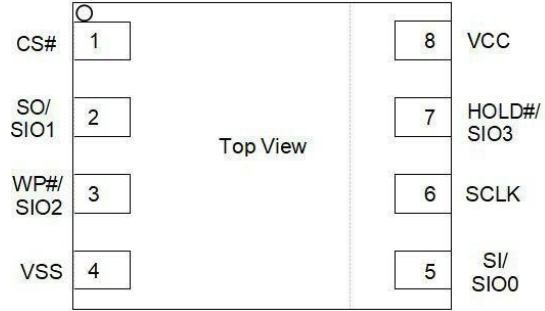 CS# 1 8 VCC
SO/
SIO1 2 7 HOLD#/
SIO3
Top View
WP#/
SIO2 3 6 SCLK
VSS 4 5 SI/
SIO0